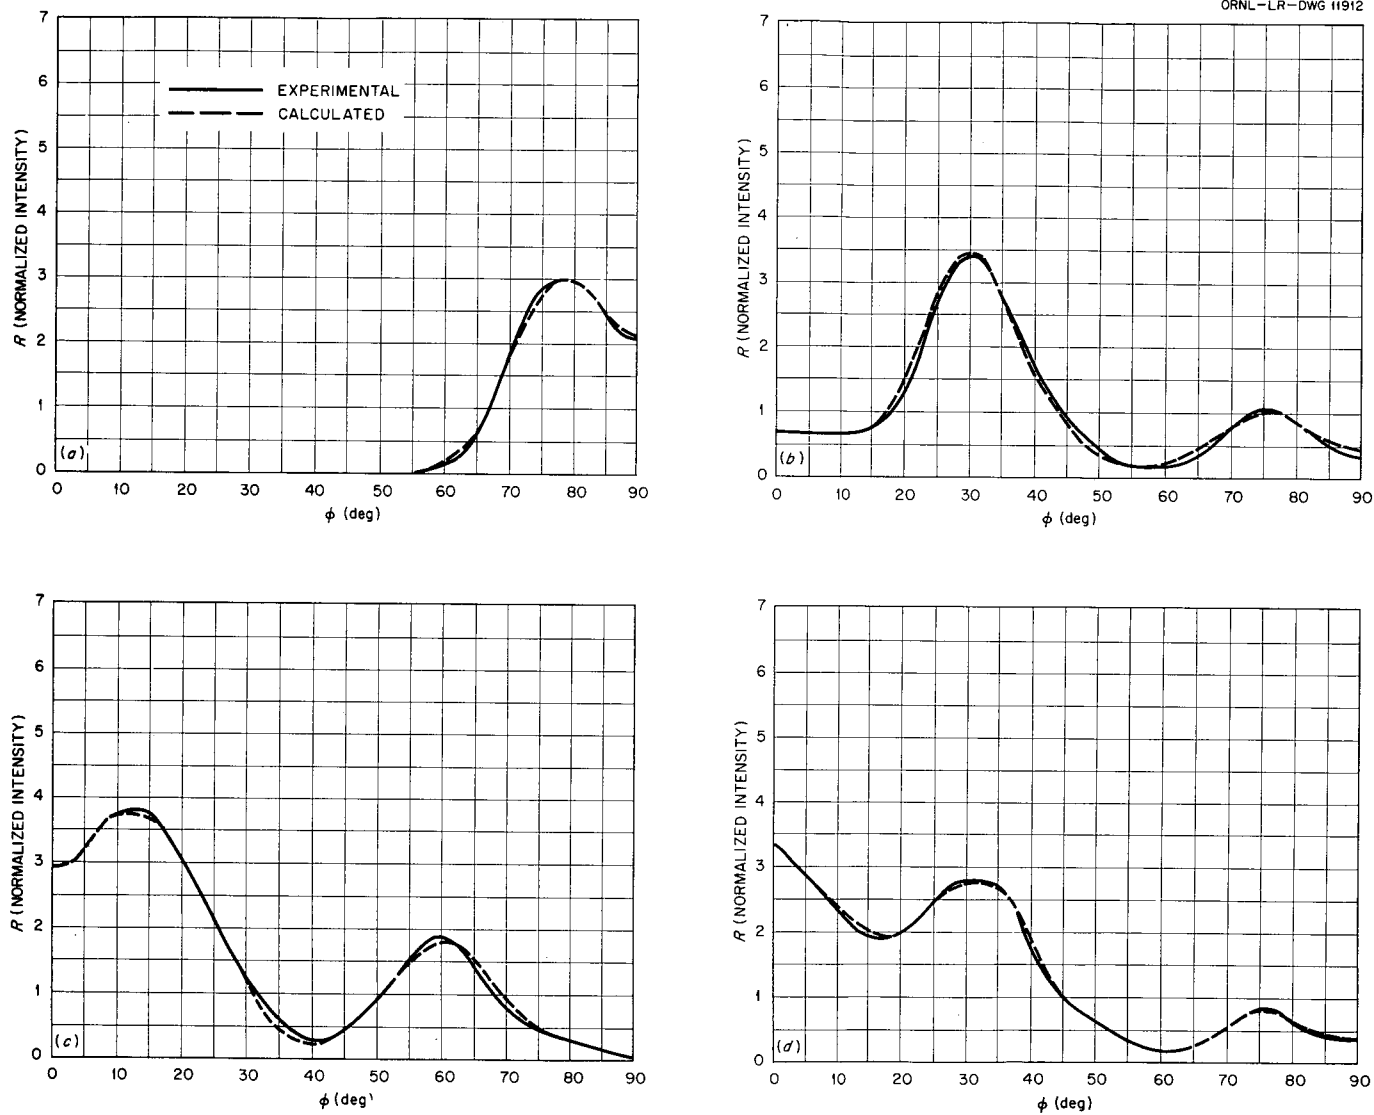 ORNL-LR-DWG 11912
7
6
5
4
3
2
1
0
R (NORMALIZED INTENSITY)
EXPERIMENTAL
CALCULATED
(a)
0 10 20 30 40 50 60 70 80 90
ϕ (deg)
7
6
5
4
3
2
1
0
R (NORMALIZED INTENSITY)
(b)
0 10 20 30 40 50 60 70 80 90
ϕ (deg)
7
6
5
4
3
2
1
0
R (NORMALIZED INTENSITY)
(c)
0 10 20 30 40 50 60 70 80 90
ϕ (deg)
7
6
5
4
3
2
1
0
R (NORMALIZED INTENSITY)
(d)
0 10 20 30 40 50 60 70 80 90
ϕ (deg)